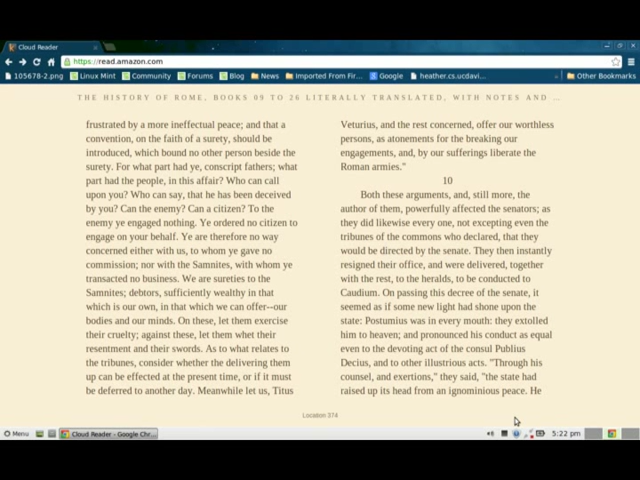 Cloud Reader
https://read.amazon.com
105678-2.png Linux Mint Community Forums Blog News Imported From Fir... Google heather.cs.ucdavi... Other Bookmarks
THE HISTORY OF ROME, BOOKS 09 TO 26 LITERALLY TRANSLATED, WITH NOTES AND ...
frustrated by a more ineffectual peace; and that a
convention, on the faith of a surety, should be
introduced, which bound no other person beside the
surety. For what part had ye, conscript fathers; what
part had the people, in this affair? Who can call
upon you? Who can say, that he has been deceived
by you? Can the enemy? Can a citizen? To the
enemy ye engaged nothing. Ye ordered no citizen to
engage on your behalf. Ye are therefore no way
concerned either with us, to whom ye gave no
commission; nor with the Samnites, with whom ye
transacted no business. We are sureties to the
Samnites; debtors, sufficiently wealthy in that
which is our own, in that which we can offer--our
bodies and our minds. On these, let them exercise
their cruelty; against these, let them whet their
resentment and their swords. As to what relates to
the tribunes, consider whether the delivering them
up can be effected at the present time, or if it must
be deferred to another day. Meanwhile let us, Titus
Veturius, and the rest concerned, offer our worthless
persons, as atonements for the breaking our
engagements, and, by our sufferings liberate the
Roman armies."
10
Both these arguments, and, still more, the
author of them, powerfully affected the senators; as
they did likewise every one, not excepting even the
tribunes of the commons who declared, that they
would be directed by the senate. They then instantly
resigned their office, and were delivered, together
with the rest, to the heralds, to be conducted to
Caudium. On passing this decree of the senate, it
seemed as if some new light had shone upon the
state: Postumius was in every mouth: they extolled
him to heaven; and pronounced his conduct as equal
even to the devoting act of the consul Publius
Decius, and to other illustrious acts. "Through his
counsel, and exertions," they said, "the state had
raised up its head from an ignominious peace. He
Location 374
Menu Cloud Reader - Google Chr... 5:22 pm